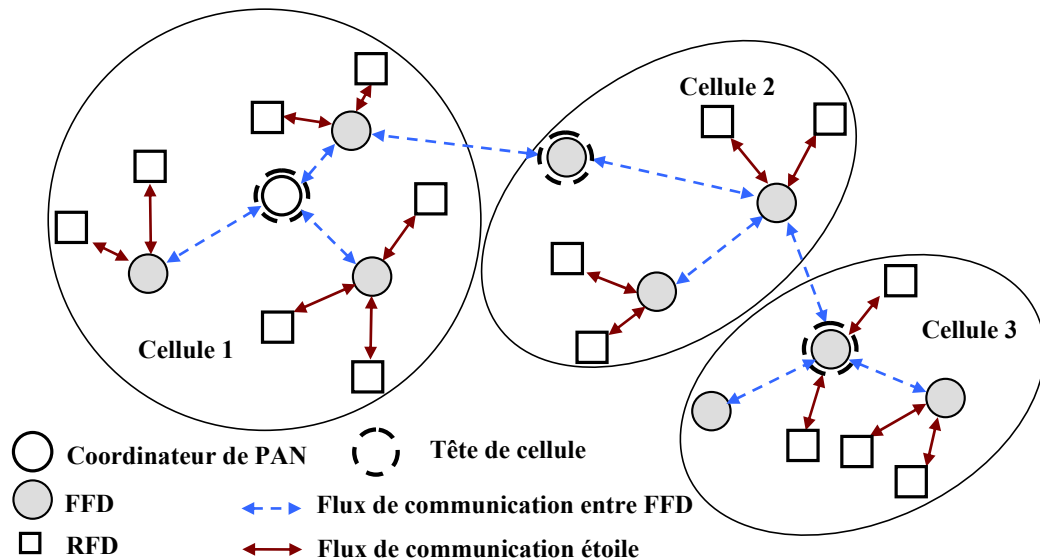 Cellule 2
Cellule 1
Cellule 3
Coordinateur de PAN
Tête de cellule
FFD
Flux de communication entre FFD
RFD
Flux de communication étoile